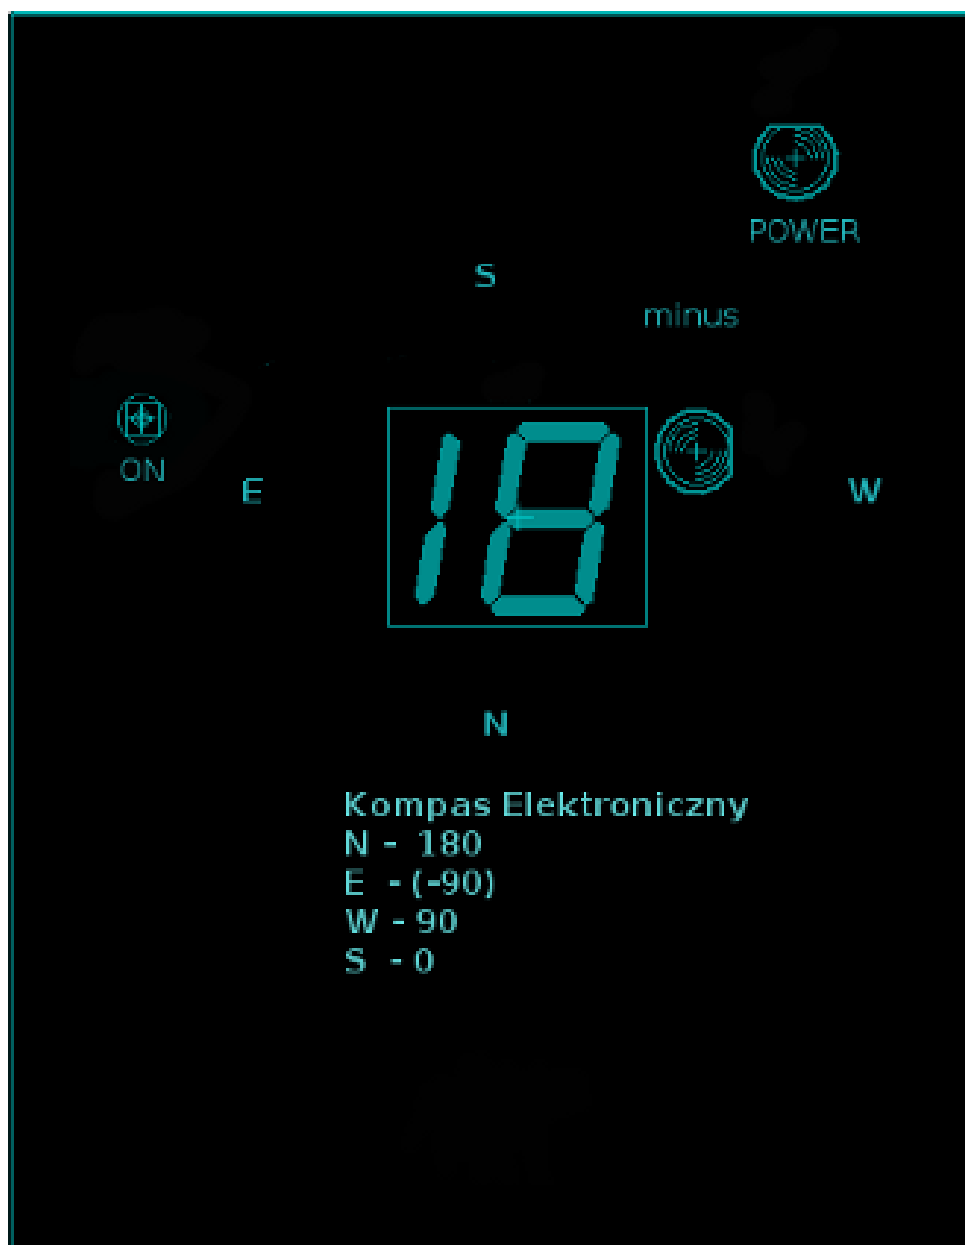 POWER
S
minus
ON
E
18
W
N
Kompas Elektroniczny
N - 180
E - (-90)
W - 90
S - 0